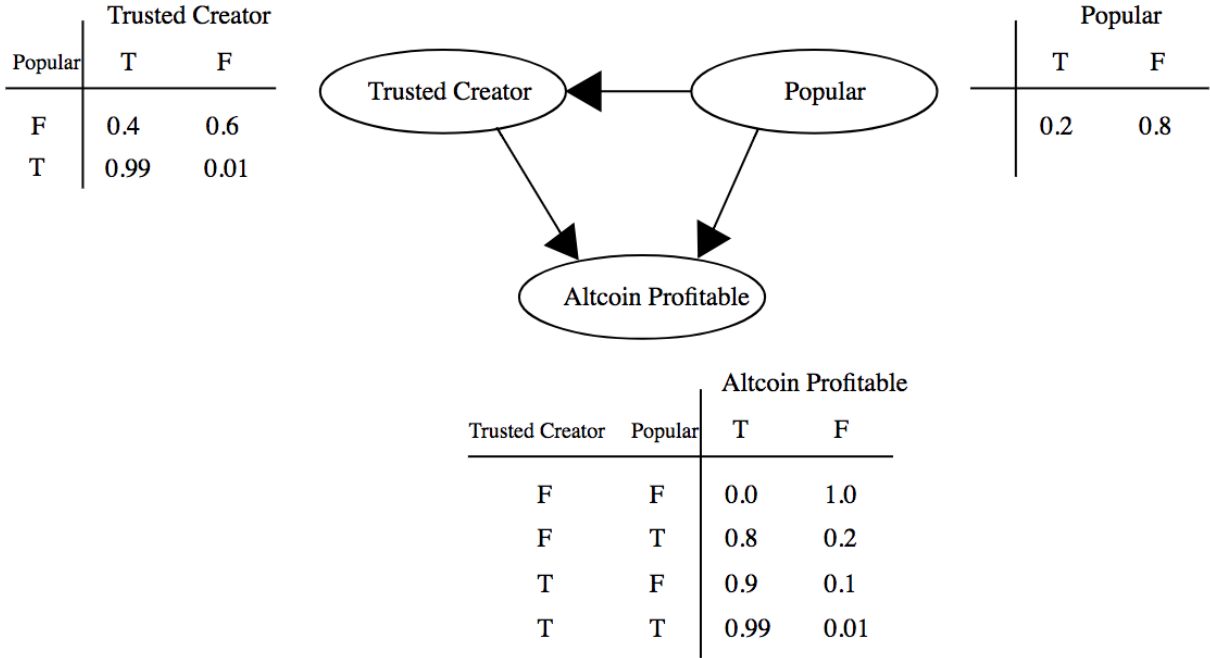 Trusted Creator
Popular T F
F 0.4 0.6
T 0.99 0.01
Trusted Creator
Popular
Popular
T F
0.2 0.8
Altcoin Profitable
Altcoin Profitable
Trusted Creator Popular T F
F F 0.0 1.0
F T 0.8 0.2
T F 0.9 0.1
T T 0.99 0.01